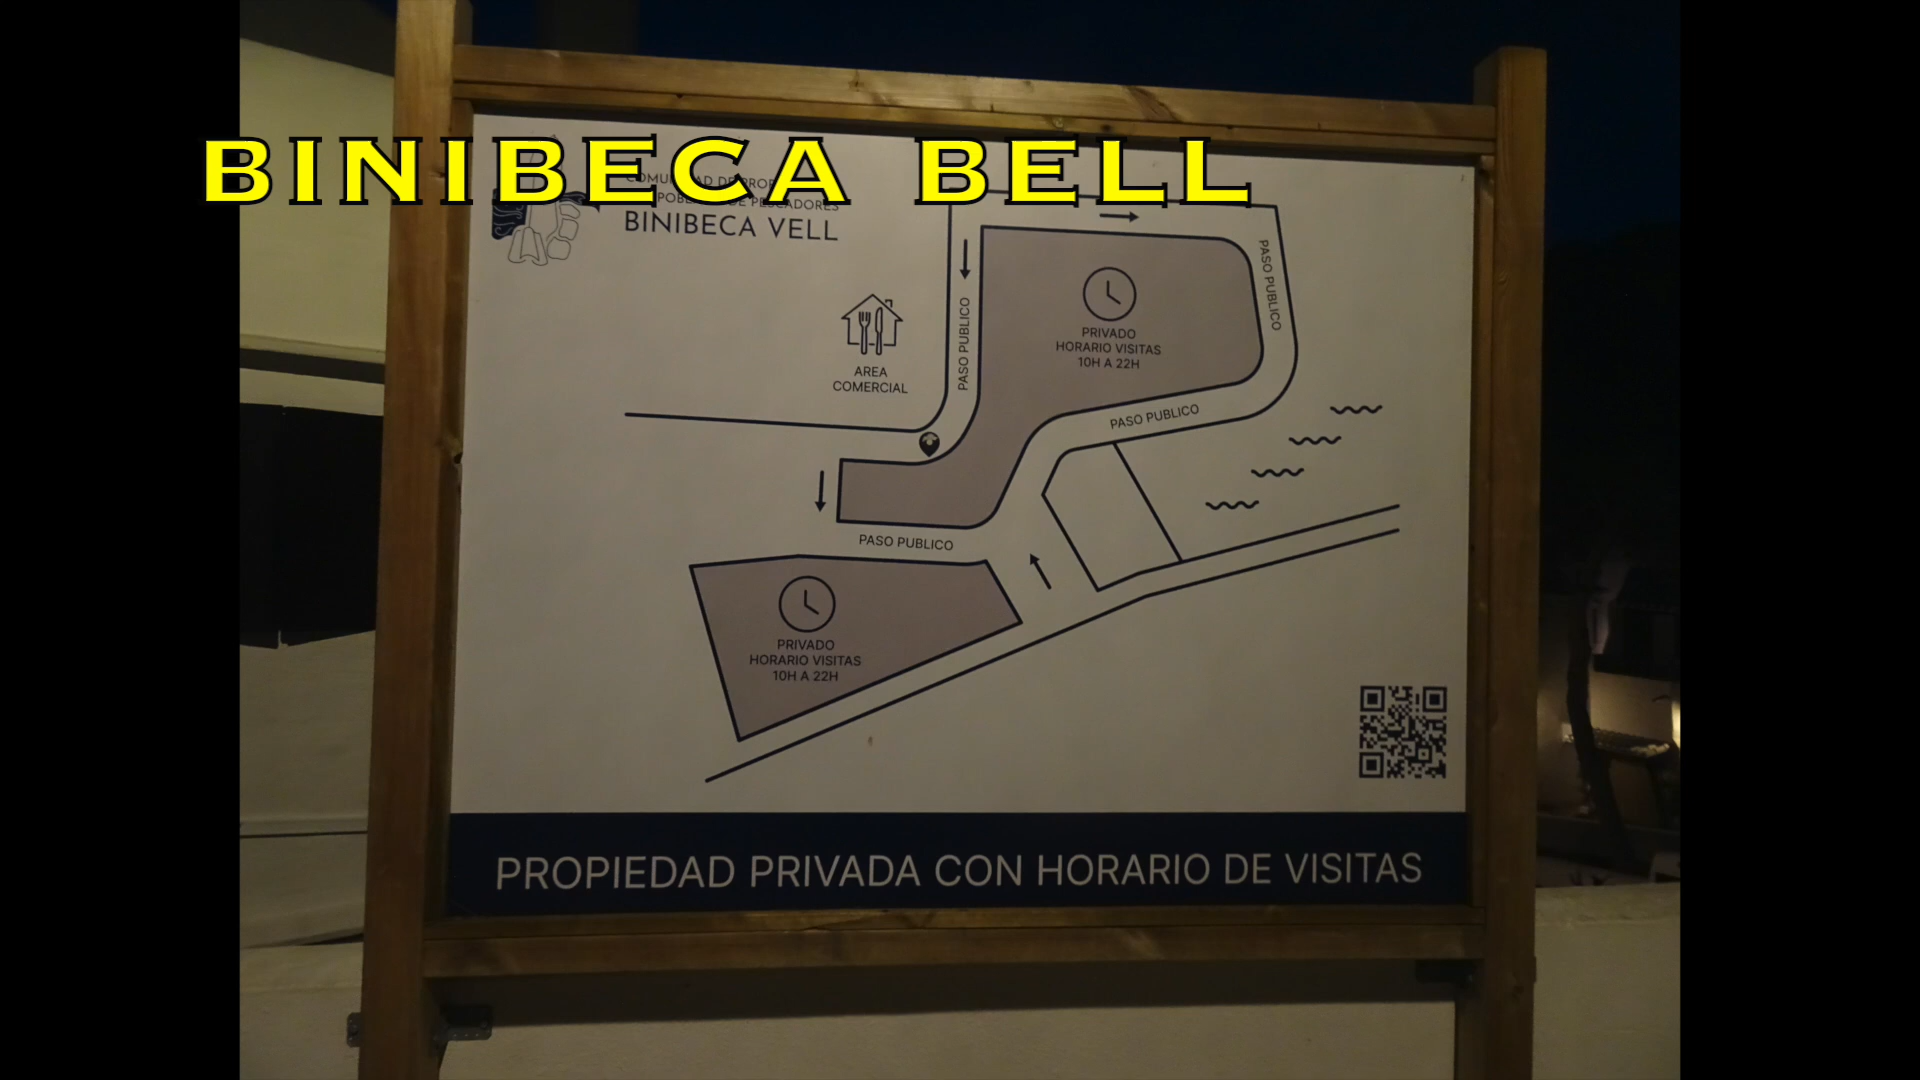 BINIBECA BELL
BINIBECA VELL
PASO PUBLICO
PRIVADO
HORARIO VISITAS
10H A 22H
AREA
COMERCIAL
PASO PUBLICO
PASO PUBLICO
PASO PUBLICO
PRIVADO
HORARIO VISITAS
10H A 22H
PROPIEDAD PRIVADA CON HORARIO DE VISITAS